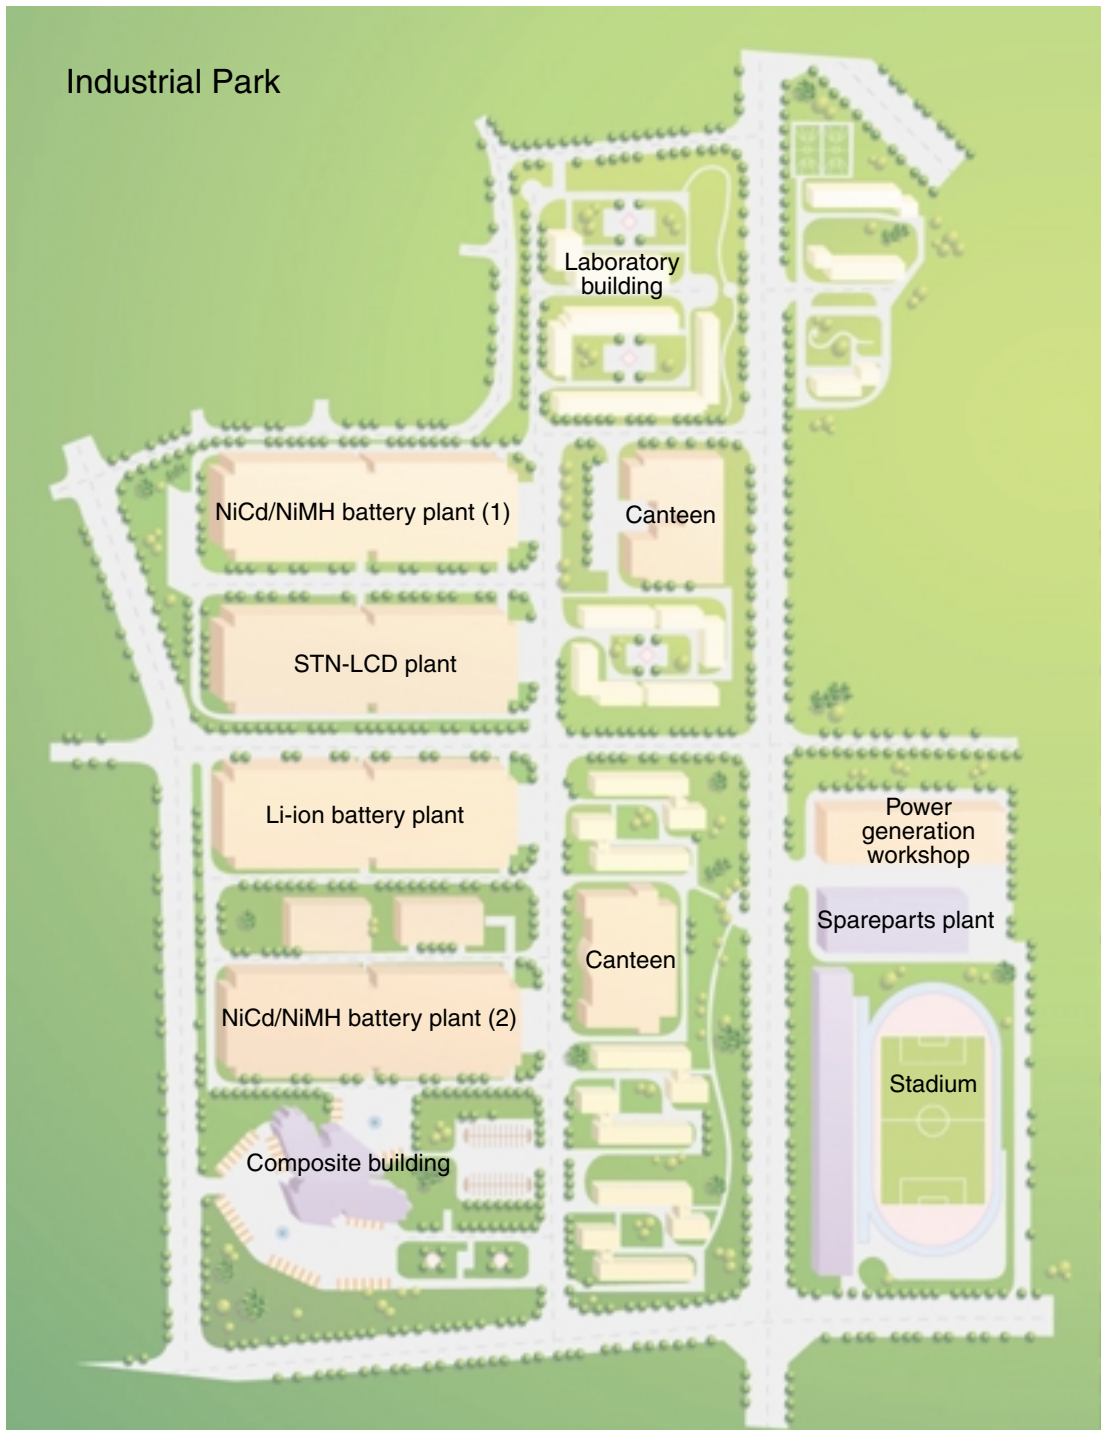 Industrial Park
Laboratory
building
NiCd/NiMH battery plant (1)
Canteen
STN-LCD plant
Li-ion battery plant
Power
generation
workshop
Spareparts plant
Canteen
NiCd/NiMH battery plant (2)
Stadium
Composite building